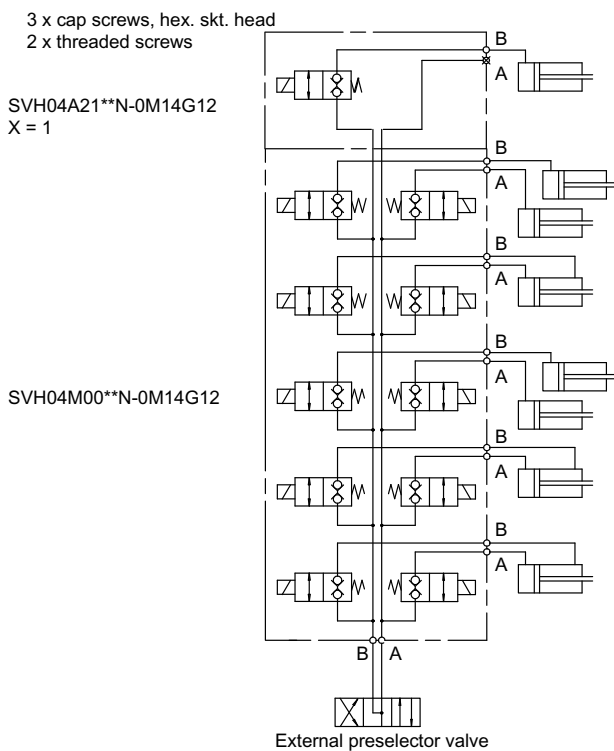 3 x cap screws, hex. skt. head
2 x threaded screws
B
A
SVH04A21**N-0M14G12
X = 1
B
A
B
A
B
A
SVH04M00**N-0M14G12
B
A
B
A
B A
External preselector valve